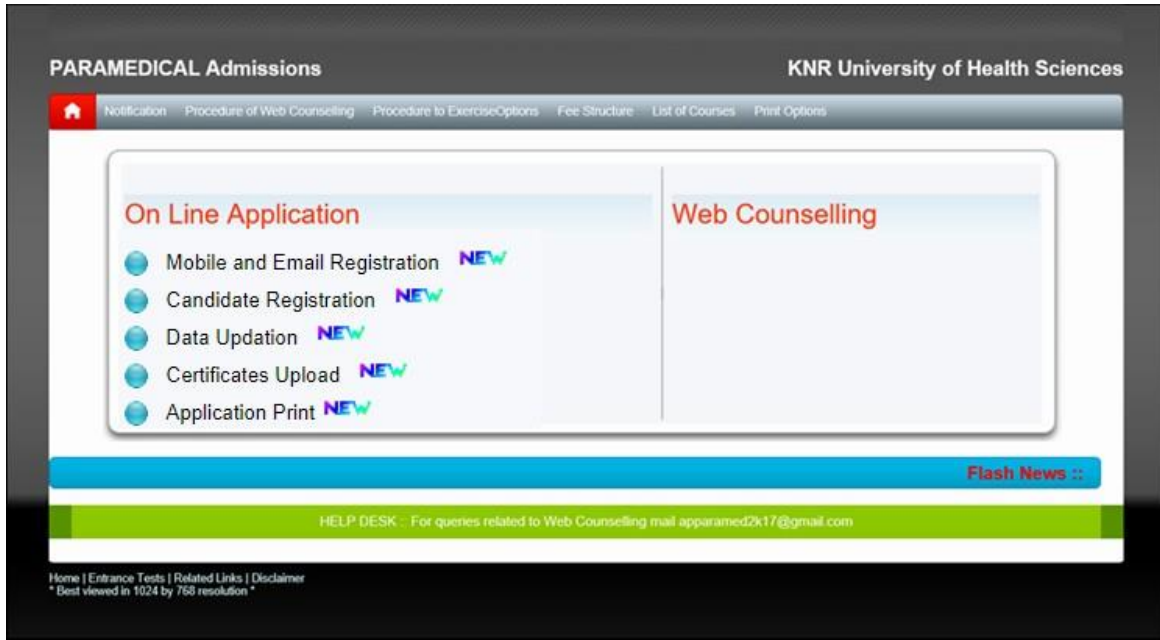 PARAMEDICAL Admissions
KNR University of Health Sciences
Notification Procedure of Web Counselling Procedure to ExerciseOptions Fee Structure List of Courses Print Options
On Line Application
Mobile and Email Registration NEW
Candidate Registration NEW
Data Updation NEW
Certificates Upload NEW
Application Print NEW
Web Counselling
Flash News ::
HELP DESK :: For queries related to Web Counselling mail apparamed2k17@gmail.com
Home | Entrance Tests | Related Links | Disclaimer
* Best viewed in 1024 by 768 resolution *